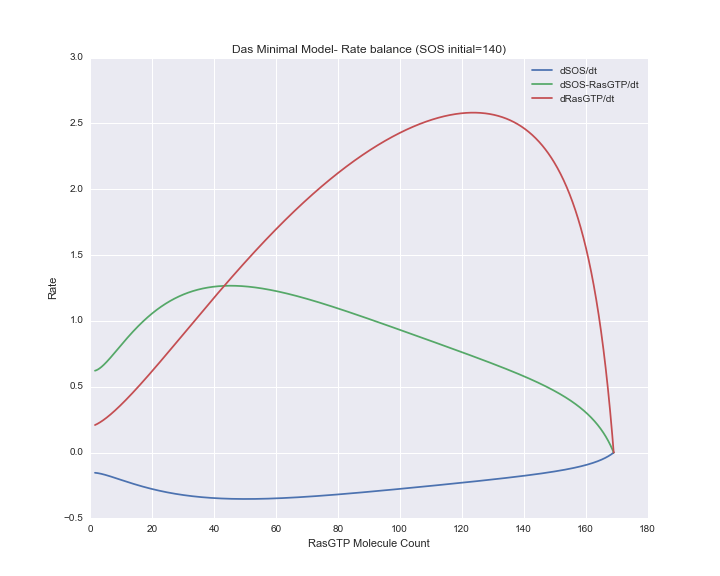 Das Minimal Model- Rate balance (SOS initial=140)
3.0
2.5
2.0
1.5
1.0
0.5
0.0
−0.5
Rate
dSOS/dt
dSOS-RasGTP/dt
dRasGTP/dt
0 20 40 60 80 100 120 140 160 180
RasGTP Molecule Count